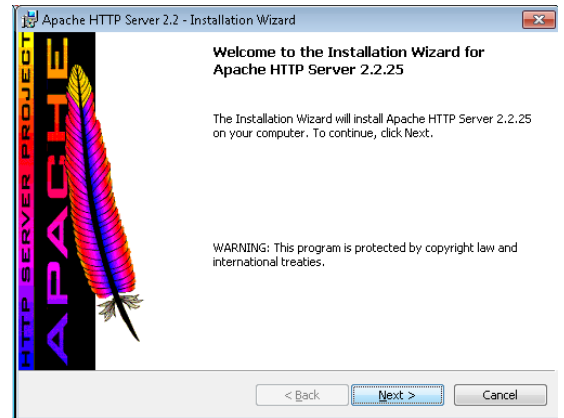 Apache HTTP Server 2.2 - Installation Wizard
HTTP SERVER PROJECT
APACHE
Welcome to the Installation Wizard for
Apache HTTP Server 2.2.25
The Installation Wizard will install Apache HTTP Server 2.2.25
on your computer. To continue, click Next.
WARNING: This program is protected by copyright law and
international treaties.
< Back Next > Cancel